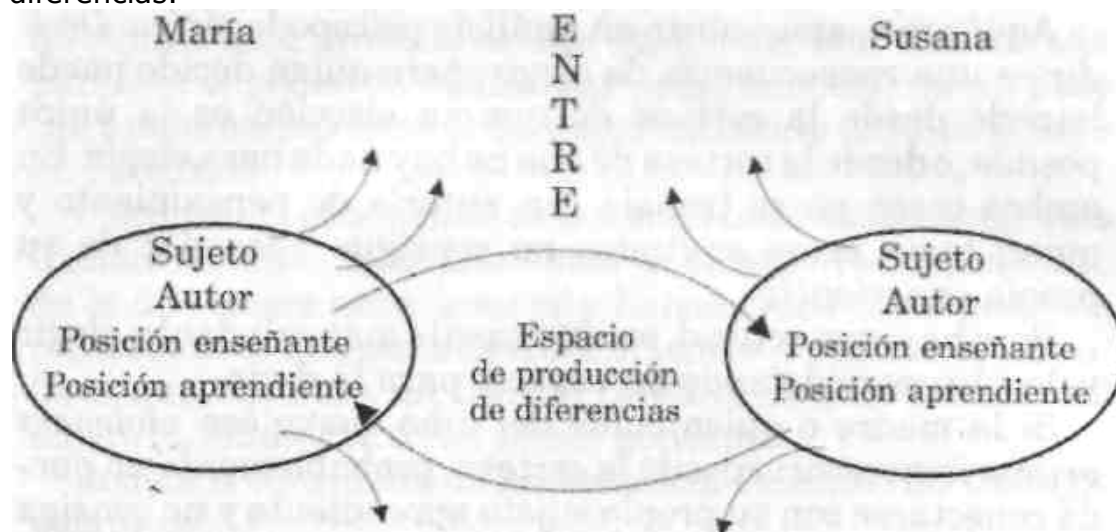 diferencias.
María
E
N
T
R
E
Susana
Sujeto
Autor
Posición enseñante
Posición aprendiente
Espacio
de producción
de diferencias
Sujeto
Autor
Posición enseñante
Posición aprendiente